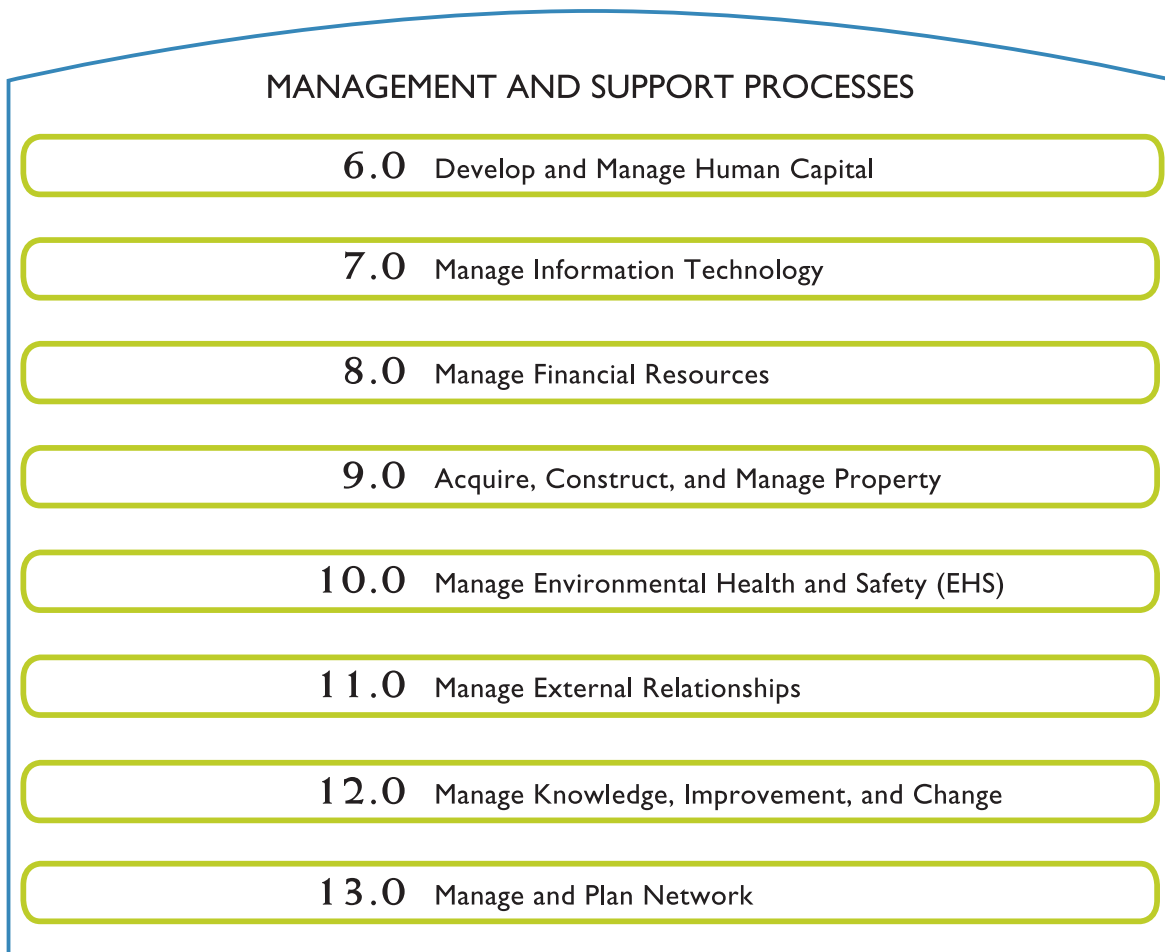 MANAGEMENT AND SUPPORT PROCESSES
6.0 Develop and Manage Human Capital
7.0 Manage Information Technology
8.0 Manage Financial Resources
9.0 Acquire, Construct, and Manage Property
10.0 Manage Environmental Health and Safety (EHS)
11.0 Manage External Relationships
12.0 Manage Knowledge, Improvement, and Change
13.0 Manage and Plan Network